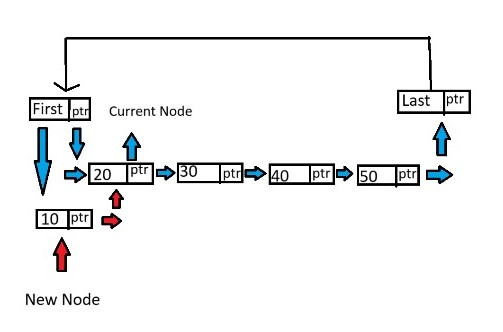 Last ptr
First ptr Current Node
20 ptr 30 ptr 40 ptr 50 ptr
10 ptr
New Node